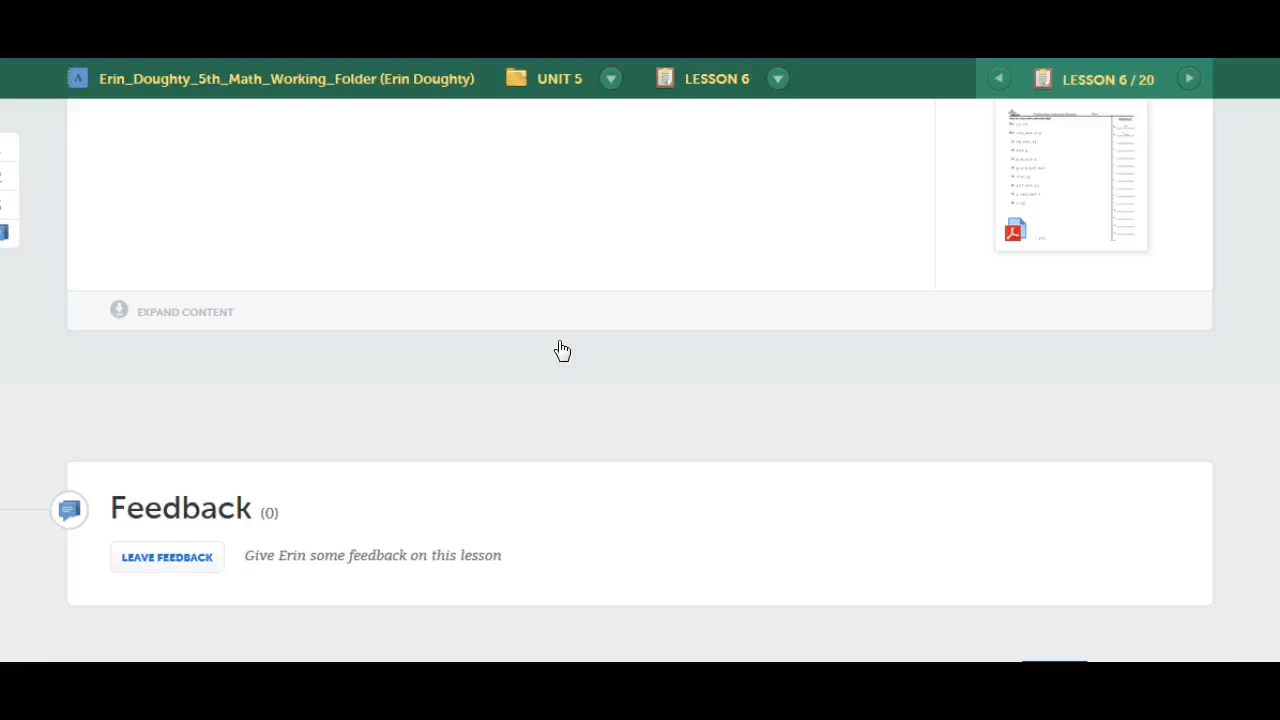 Erin_Doughty_5th_Math_Working_Folder (Erin Doughty) UNIT 5 LESSON 6 LESSON 6 / 20
EXPAND CONTENT
Feedback (0)
LEAVE FEEDBACK Give Erin some feedback on this lesson